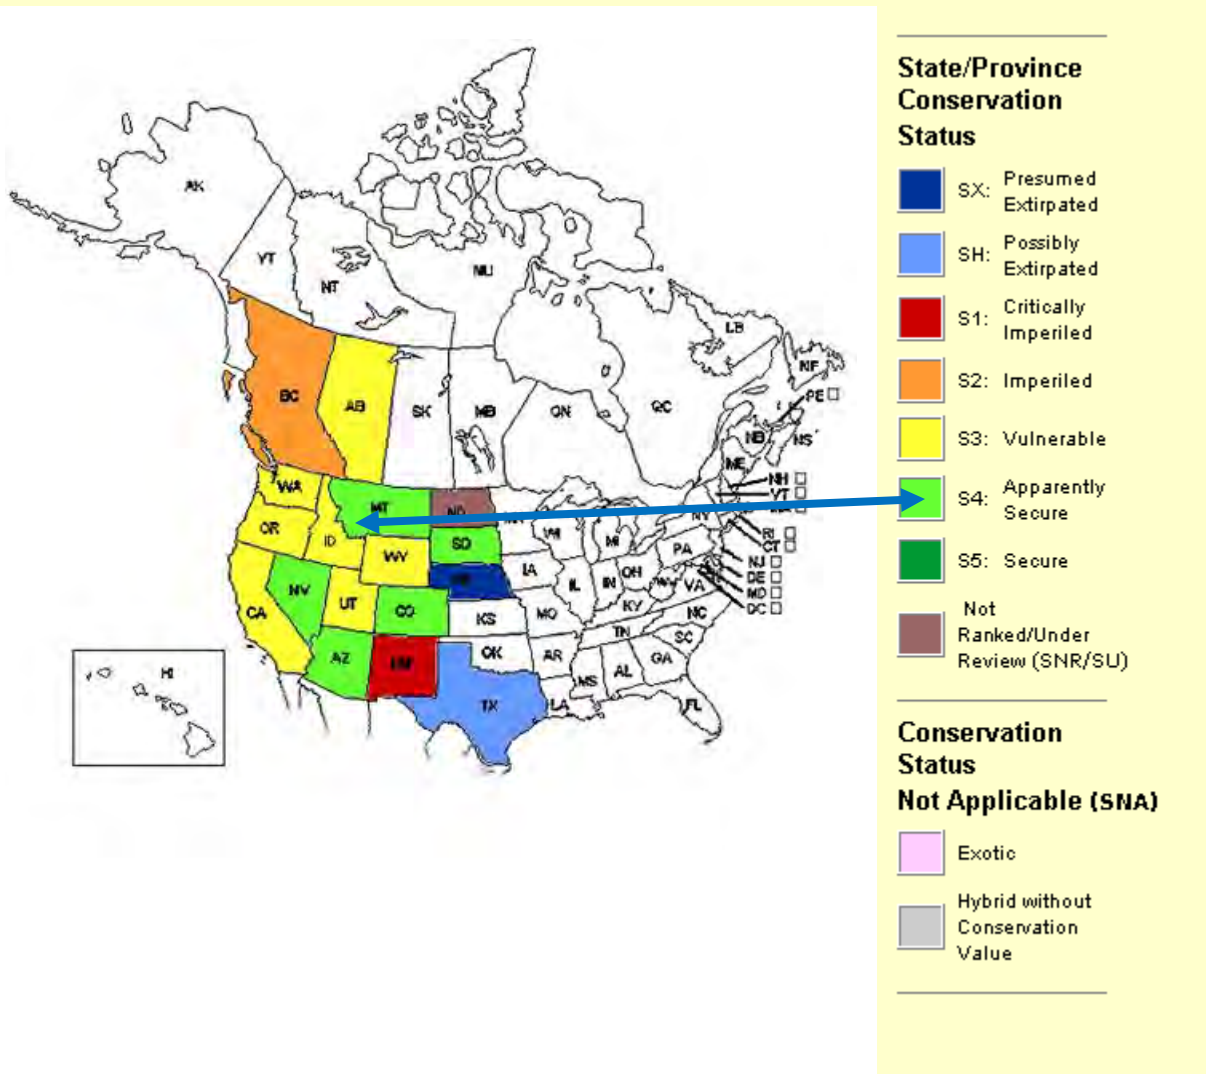 AK
YT
NT
NU
LB
NF
PE
BC
AB
SK
MB
ON
QC
NB
NS
ME
NH
VT
WA
MT
NY
OR
ID
WI
MI
RI
CT
SD
WY
PA
NJ
IA
OH
DE
NV
IL
IN
WV
VA
MD
CA
UT
CO
KS
MO
KY
DC
NC
TN
AZ
OK
AR
SC
HI
MS
AL
GA
TX
LA
FL
State/Province
Conservation
Status
SX: Presumed
Extirpated
SH: Possibly
Extirpated
S1: Critically
Imperiled
S2: Imperiled
S3: Vulnerable
S4: Apparently
Secure
S5: Secure
Not
Ranked/Under
Review (SNR/SU)
Conservation
Status
Not Applicable (SNA)
Exotic
Hybrid without
Conservation
Value